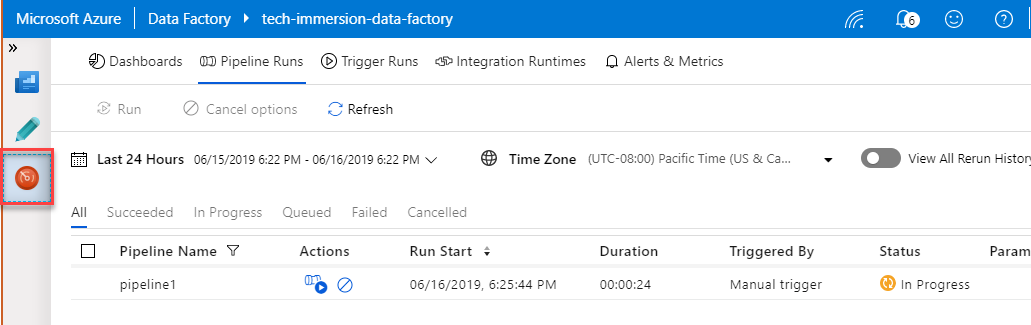 Microsoft Azure Data Factory tech-immersion-data-factory 6
Dashboards Pipeline Runs Trigger Runs Integration Runtimes Alerts & Metrics
Run Cancel options Refresh
Last 24 Hours 06/15/2019 6:22 PM - 06/16/2019 6:22 PM Time Zone (UTC-08:00) Pacific Time (US & Ca... View All Rerun History
All Succeeded In Progress Queued Failed Cancelled
Pipeline Name Actions Run Start Duration Triggered By Status Param
pipeline1 06/16/2019, 6:25:44 PM 00:00:24 Manual trigger In Progress